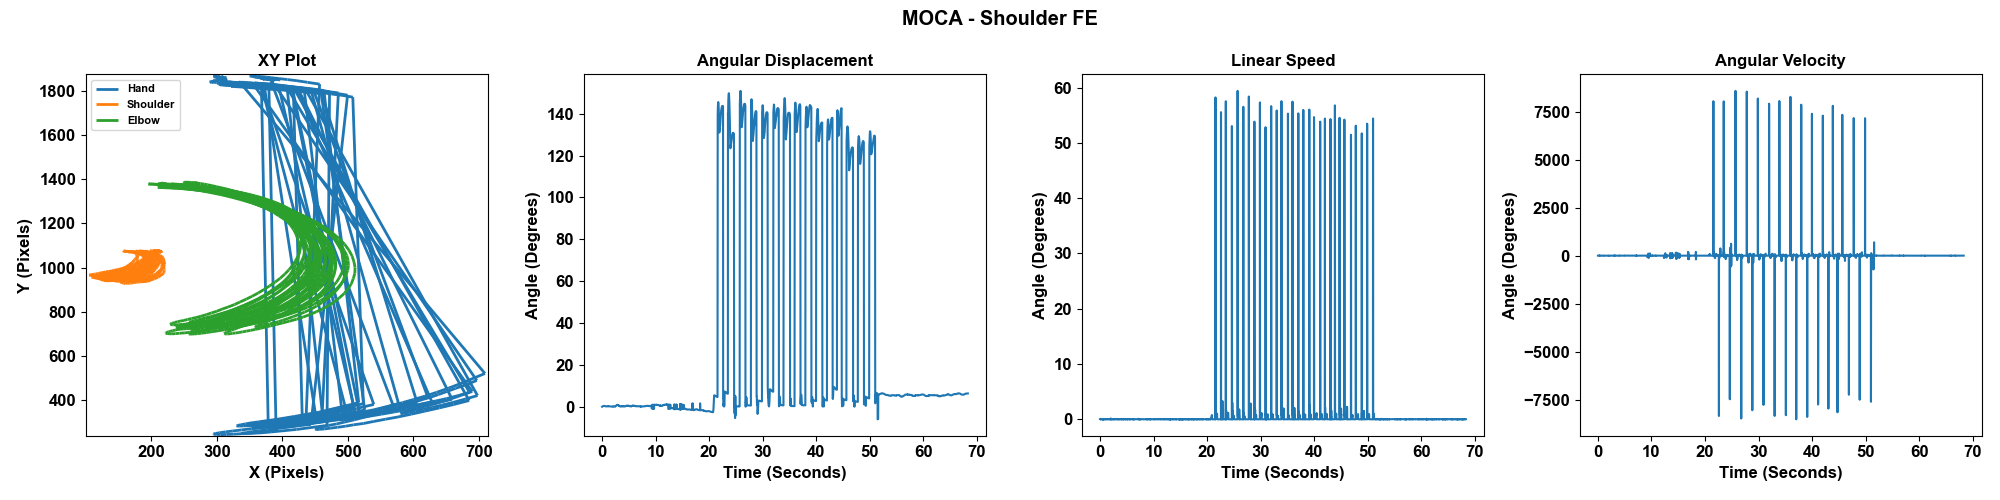 MOCA - Shoulder FE
XY Plot
Hand
Shoulder
Elbow
1800
1600
1400
1200
1000
800
600
400
Y (Pixels)
200 300 400 500 600 700
X (Pixels)
Angular Displacement
140
120
100
80
60
40
20
0
Angle (Degrees)
0 10 20 30 40 50 60 70
Time (Seconds)
Linear Speed
60
50
40
30
20
10
0
Angle (Degrees)
0 10 20 30 40 50 60 70
Time (Seconds)
Angular Velocity
7500
5000
2500
0
−2500
−5000
−7500
Angle (Degrees)
0 10 20 30 40 50 60 70
Time (Seconds)